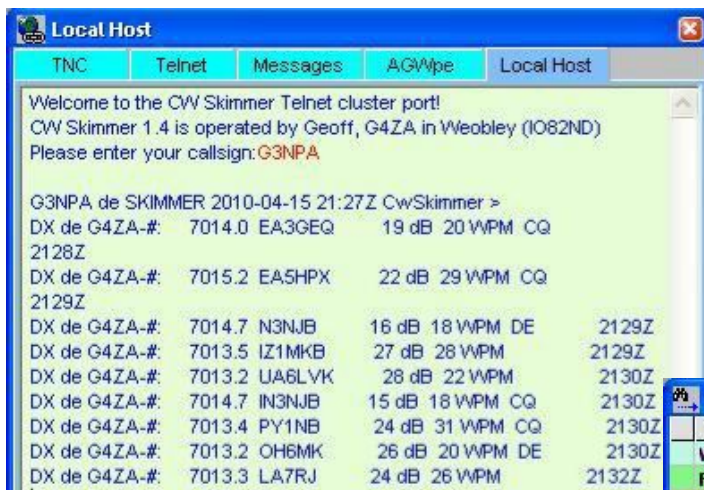 Local Host
TNC Telnet Messages AGWpe Local Host
Welcome to the CW Skimmer Telnet cluster port!
CW Skimmer 1.4 is operated by Geoff, G4ZA in Weobley (IO82ND)
Please enter your callsign:G3NPA
G3NPA de SKIMMER 2010-04-15 21:27Z CwSkimmer >
DX de G4ZA-#: 7014.0 EA3GEQ 19 dB 20 WPM CQ
2128Z
DX de G4ZA-#: 7015.2 EA5HPX 22 dB 29 WPM CQ
2129Z
DX de G4ZA-#: 7014.7 N3NJB 16 dB 18 WPM DE 2129Z
DX de G4ZA-#: 7013.5 IZ1MKB 27 dB 28 WPM 2129Z
DX de G4ZA-#: 7013.2 UA6LVK 28 dB 22 WPM 2130Z
DX de G4ZA-#: 7014.7 IN3NJB 15 dB 18 WPM CQ 2130Z
DX de G4ZA-#: 7013.4 PY1NB 24 dB 31 WPM CQ 2130Z
DX de G4ZA-#: 7013.2 OH6MK 26 dB 20 WPM DE 2130Z
DX de G4ZA-#: 7013.3 LA7RJ 24 dB 26 WPM 2132Z